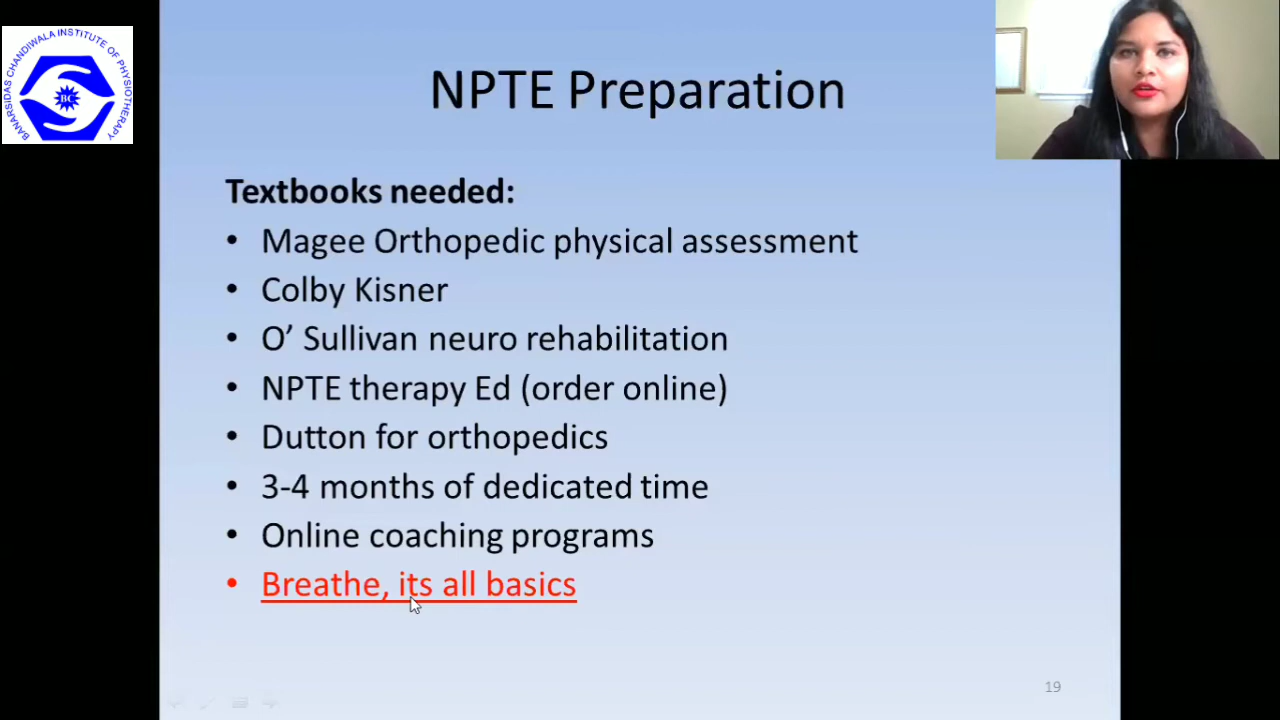 BANARSIDAS CHANDIWALA INSTITUTE OF PHYSIOTHERAPY
BC
NPTE Preparation
Textbooks needed:
• Magee Orthopedic physical assessment
• Colby Kisner
• O’ Sullivan neuro rehabilitation
• NPTE therapy Ed (order online)
• Dutton for orthopedics
• 3-4 months of dedicated time
• Online coaching programs
• Breathe, its all basics
19